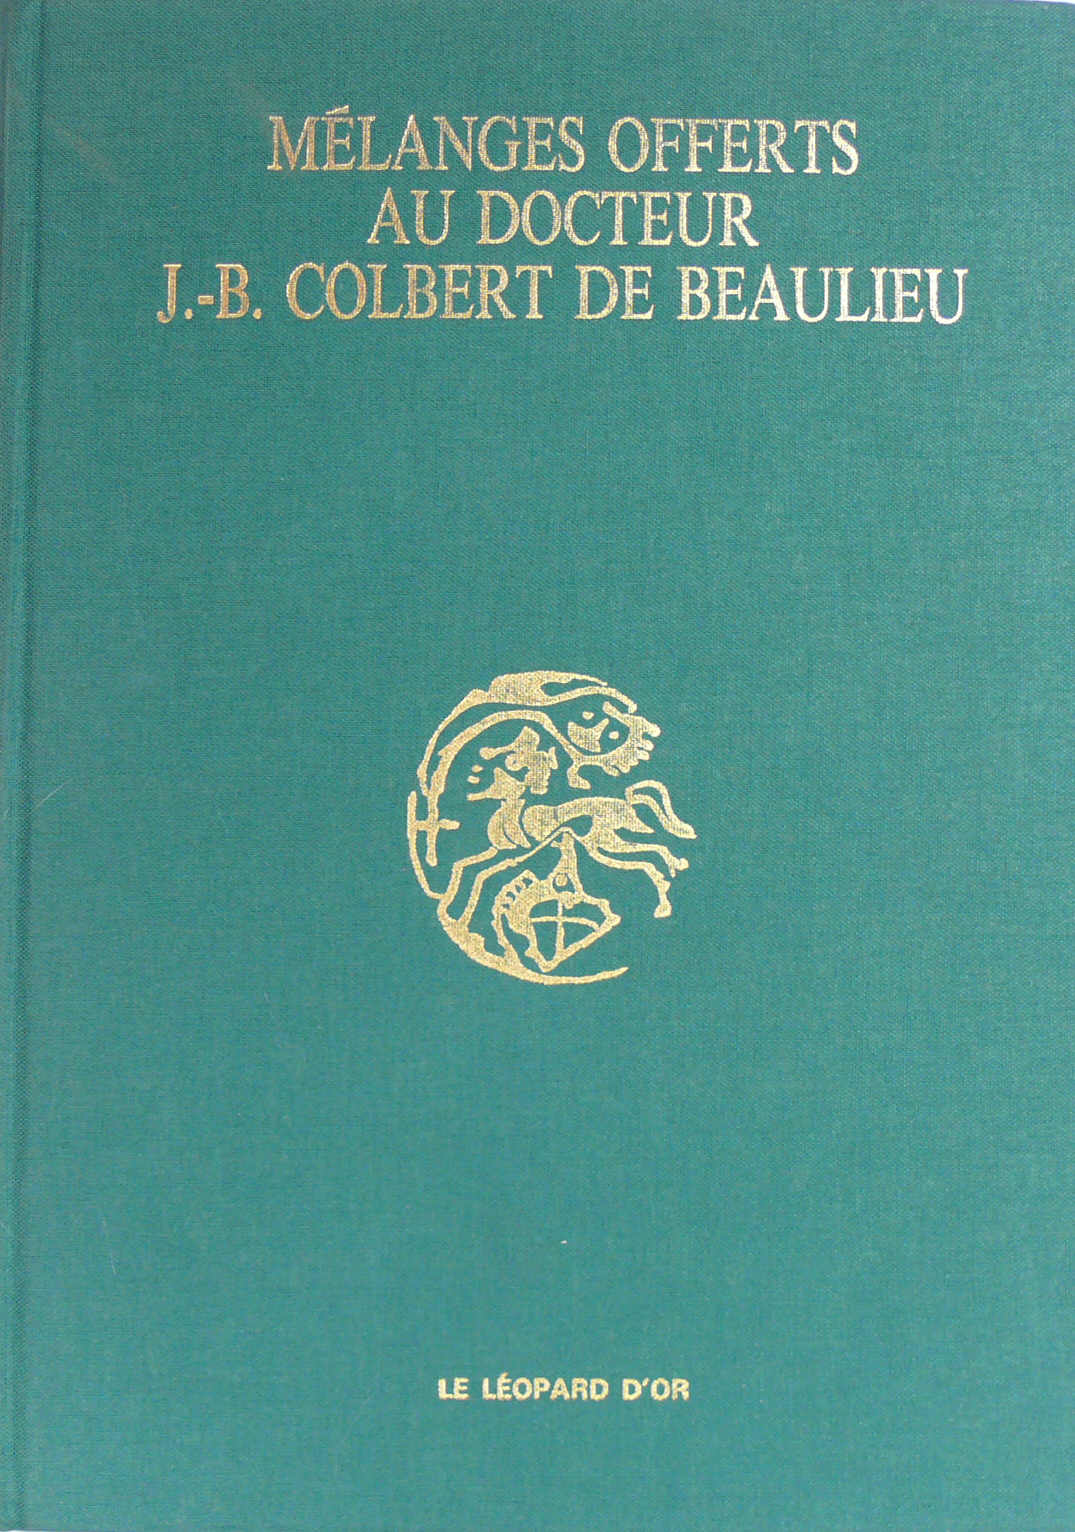 MÉLANGES OFFERTS
AU DOCTEUR
J.-B. COLBERT DE BEAULIEU
LE LÉOPARD D'OR